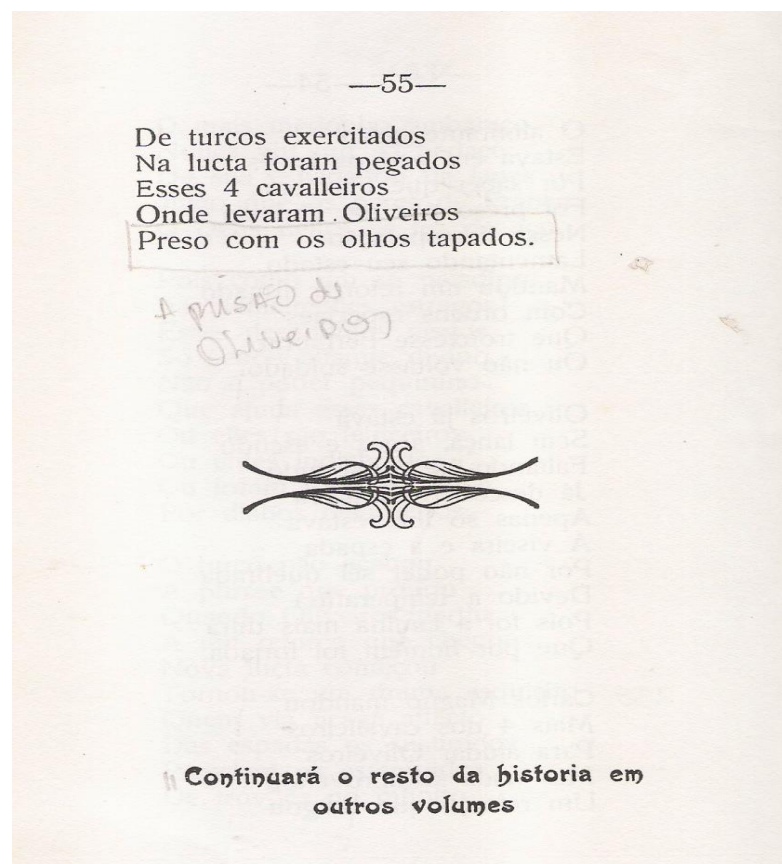 —55—
De turcos exercitados
Na lucta foram pegados
Esses 4 cavalleiros
Onde levaram Oliveiros
Preso com os olhos tapados.
A prisão de
Oliveiros
Continuará o resto da historia em
outros volumes